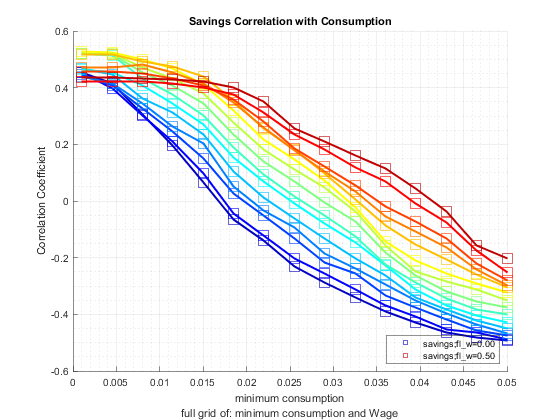 Savings Correlation with Consumption
0.6
0.4
0.2
0
-0.2
-0.4
-0.6
Correlation Coefficient
0 0.005 0.01 0.015 0.02 0.025 0.03 0.035 0.04 0.045 0.05
savings;fl_w=0.00
savings;fl_w=0.50
minimum consumption
full grid of: minimum consumption and Wage